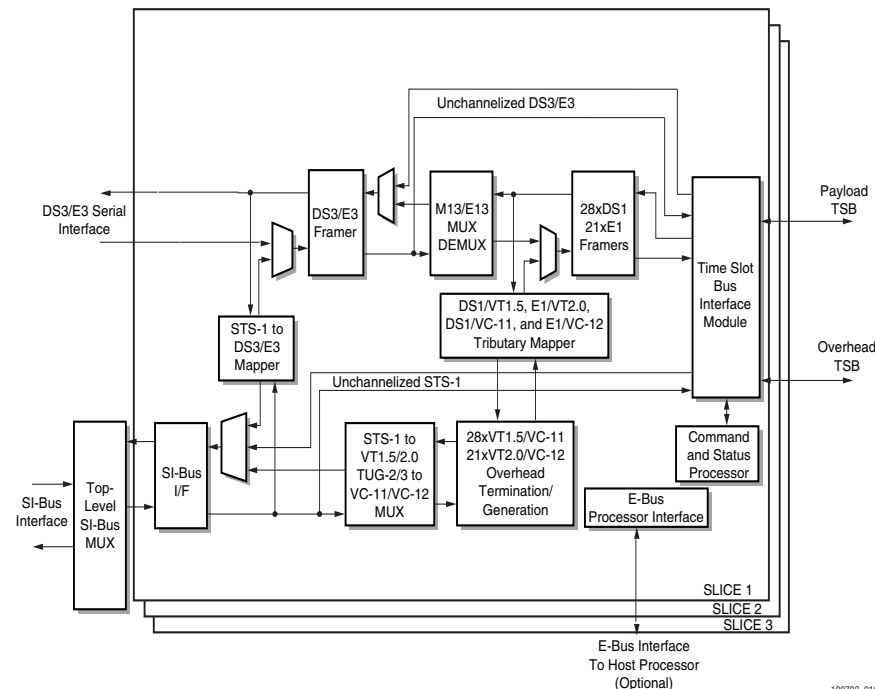 Unchannelized DS3/E3
DS3/E3 Serial
Interface
DS3/E3
Framer
M13/E13
MUX
DEMUX
28xDS1
21xE1
Framers
Time Slot
Bus
Interface
Module
Payload
TSB
STS-1 to
DS3/E3
Mapper
DS1/VT1.5, E1/VT2.0,
DS1/VC-11, and E1/VC-12
Tributary Mapper
Overhead
TSB
Unchannelized STS-1
SI-Bus
Interface
Top-
Level
SI-Bus
MUX
SI-Bus
I/F
STS-1 to
VT1.5/2.0
TUG-2/3 to
VC-11/VC-12
MUX
28xVT1.5/VC-11
21xVT2.0/VC-12
Overhead
Termination/
Generation
Command
and Status
Processor
E-Bus
Processor Interface
SLICE 1
SLICE 2
SLICE 3
E-Bus Interface
To Host Processor
(Optional)